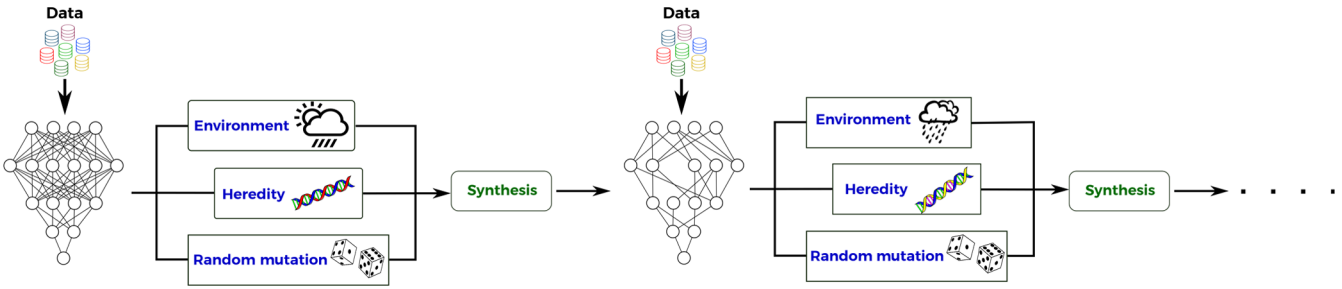 Data
Environment
Heredity
Random mutation
Synthesis
Data
Environment
Heredity
Random mutation
Synthesis
. . . .